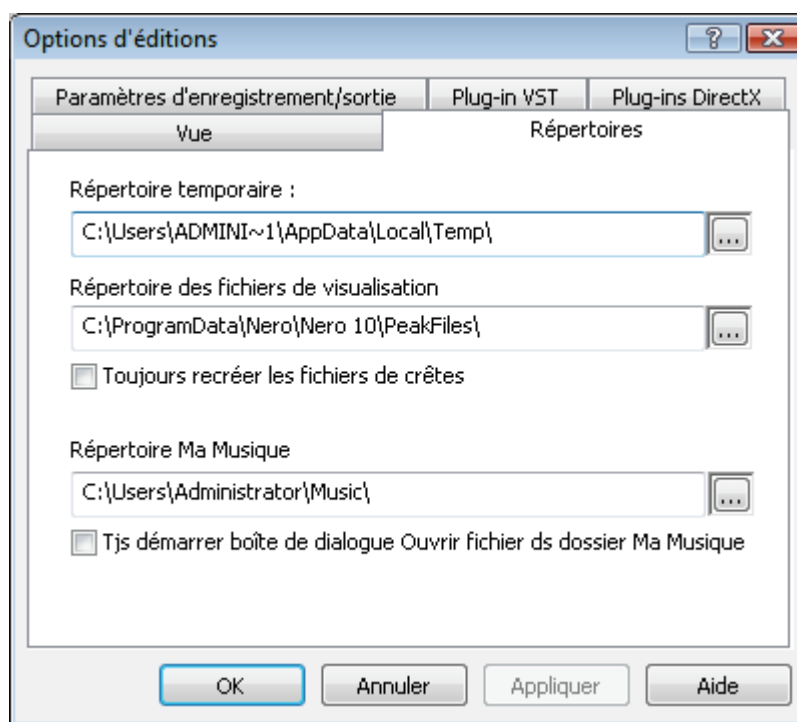 Options d'éditions
Paramètres d'enregistrement/sortie
Plug-in VST
Plug-ins DirectX
Vue
Répertoires
Répertoire temporaire :
C:\Users\ADMINI~1\AppData\Local\Temp\
...
Répertoire des fichiers de visualisation
C:\ProgramData\Nero\Nero 10\PeakFiles\
...
Toujours recréer les fichiers de crêtes
Répertoire Ma Musique
C:\Users\Administrator\Music\
...
Tjs démarrer boîte de dialogue Ouvrir fichier ds dossier Ma Musique
OK
Annuler
Appliquer
Aide